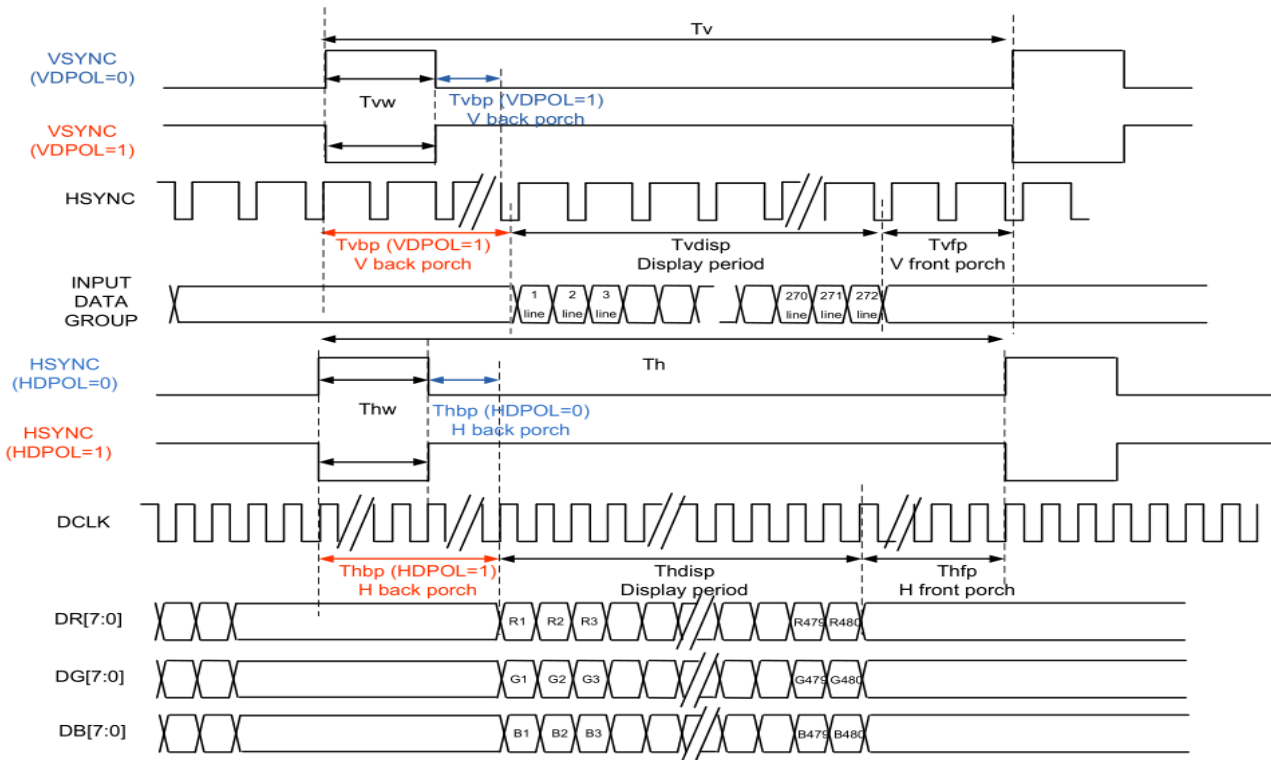 Tv
VSYNC
(VDPOL=0)
Tvw
Tvbp (VDPOL=1)
V back porch
VSYNC
(VDPOL=1)
HSYNC
Tvbp (VDPOL=1)
V back porch
Tvdisp
Display period
Tvfp
V front porch
INPUT
DATA
GROUP
1
line
2
line
3
line
270
line
271
line
272
line
HSYNC
(HDPOL=0)
Th
Thw
Thbp (HDPOL=0)
H back porch
HSYNC
(HDPOL=1)
DCLK
Thbp (HDPOL=1)
H back porch
Thdisp
Display period
Thfp
H front porch
DR[7:0]
R1 R2 R3 R479 R480
DG[7:0]
G1 G2 G3 G479 G480
DB[7:0]
B1 B2 B3 B479 B480